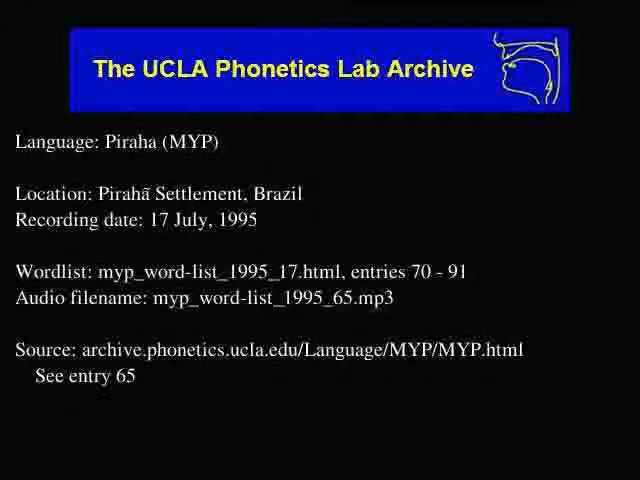 The UCLA Phonetics Lab Archive
Language: Piraha (MYP)
Location: Pirahã Settlement, Brazil
Recording date: 17 July, 1995
Wordlist: myp_word-list_1995_17.html, entries 70 - 91
Audio filename: myp_word-list_1995_65.mp3
Source: archive.phonetics.ucla.edu/Language/MYP/MYP.html
See entry 65